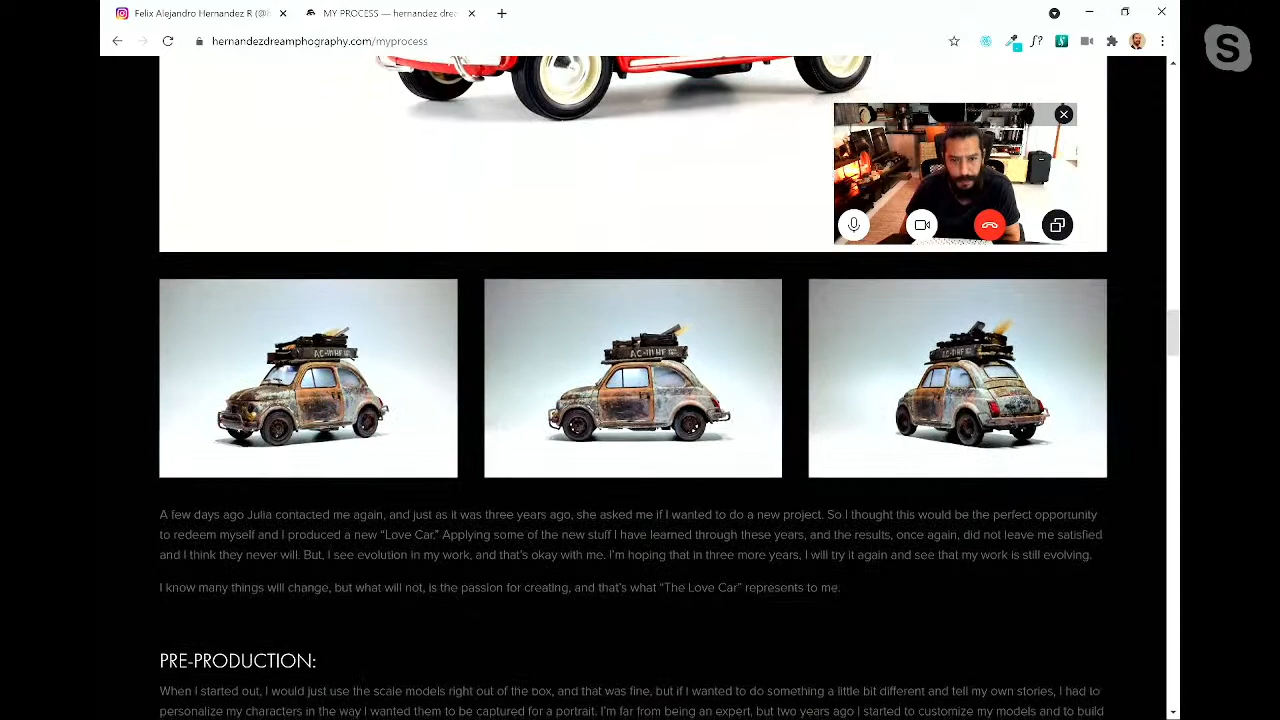 Felix Alejandro Hernandez R (@
MY PROCESS — hernandez dre
hernandezdreamphography.com/myprocess
A few days ago Julia contacted me again, and just as it was three years ago, she asked me if I wanted to do a new project. So I thought this would be the perfect opportunity
to redeem myself and I produced a new “Love Car.” Applying some of the new stuff I have learned through these years, and the results, once again, did not leave me satisfied
and I think they never will. But, I see evolution in my work, and that's okay with me. I'm hoping that in three more years, I will try it again and see that my work is still evolving.
I know many things will change, but what will not, is the passion for creating, and that's what “The Love Car” represents to me.
PRE-PRODUCTION:
When I started out, I would just use the scale models right out of the box, and that was fine, but if I wanted to do something a little bit different and tell my own stories, I had to
personalize my characters in the way I wanted them to be captured for a portrait. I'm far from being an expert, but two years ago I started to customize my models and to build